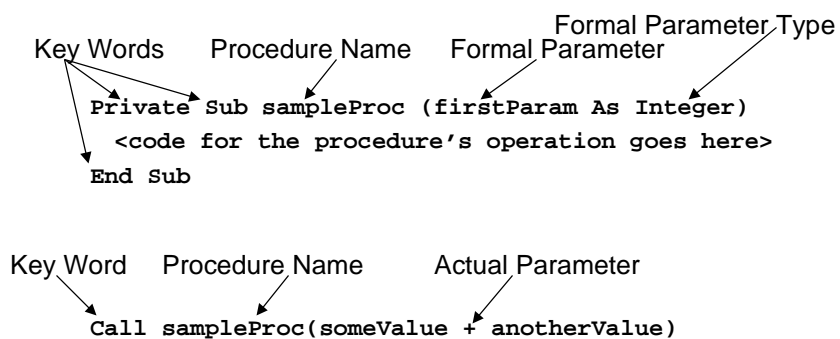 Formal Parameter Type
Key Words Procedure Name Formal Parameter
Private Sub sampleProc (firstParam As Integer)
<code for the procedure's operation goes here>
End Sub
Key Word Procedure Name Actual Parameter
Call sampleProc(someValue + anotherValue)